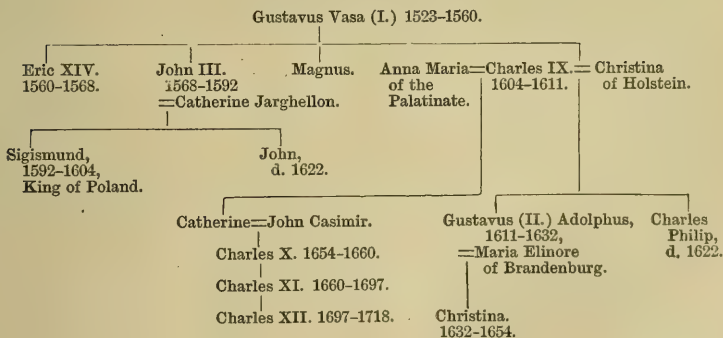 Gustavus Vasa (I.) 1523–1560.
Eric XIV. John III. Magnus. Anna Maria=Charles IX.= Christina
1560–1568. 1568–1592 of the 1604–1611. of Holstein.
=Catherine Jarghellon. Palatinate.
Sigismund, John,
1592–1604, d. 1622.
King of Poland.
Catherine=John Casimir. Gustavus (II.) Adolphus, Charles
1611–1632, Philip,
Charles X. 1654–1660. =Maria Elinore d. 1622.
of Brandenburg.
Charles XI. 1660–1697.
Charles XII. 1697–1718. Christina.
1632–1654.